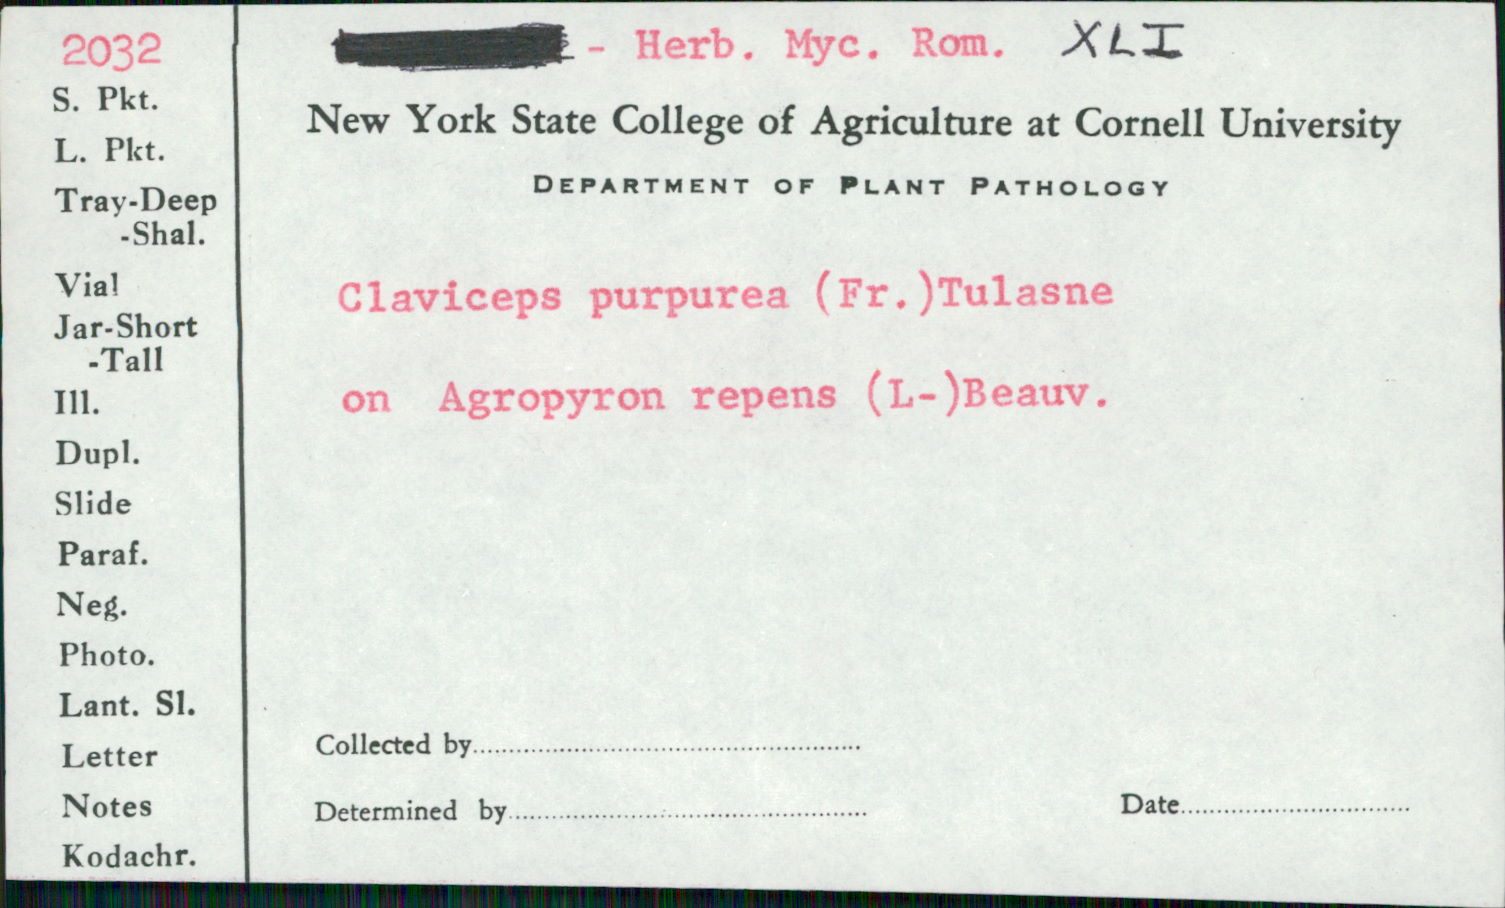 2032
- Herb. Myc. Rom. XLI
New York State College of Agriculture at Cornell University
DEPARTMENT OF PLANT PATHOLOGY
Claviceps purpurea (Fr.)Tulasne
on Agropyron repens (L-)Beauv.
Collected by
Determined by
Date
S. Pkt.
L. Pkt.
Tray-Deep
-Shal.
Vial
Jar-Short
-Tall
Ill.
Dupl.
Slide
Paraf.
Neg.
Photo.
Lant. Sl.
Letter
Notes
Kodachr.